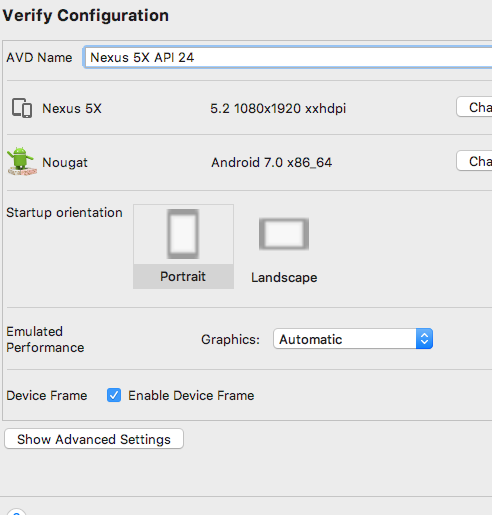 Verify Configuration
AVD Name Nexus 5X API 24
Nexus 5X 5.2 1080x1920 xxhdpi Cha
Nougat Android 7.0 x86_64 Cha
Startup orientation
Portrait
Landscape
Emulated
Performance
Graphics: Automatic
Device Frame Enable Device Frame
Show Advanced Settings